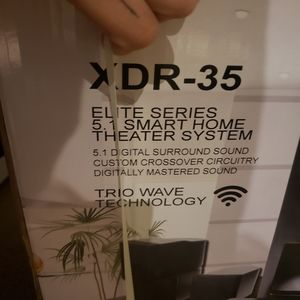 XDR-35
ELITE SERIES
5.1 SMART HOME
THEATER SYSTEM
5.1 DIGITAL SURROUND SOUND
CUSTOM CROSSOVER CIRCUITRY
DIGITALLY MASTERED SOUND
TRIO WAVE
TECHNOLOGY